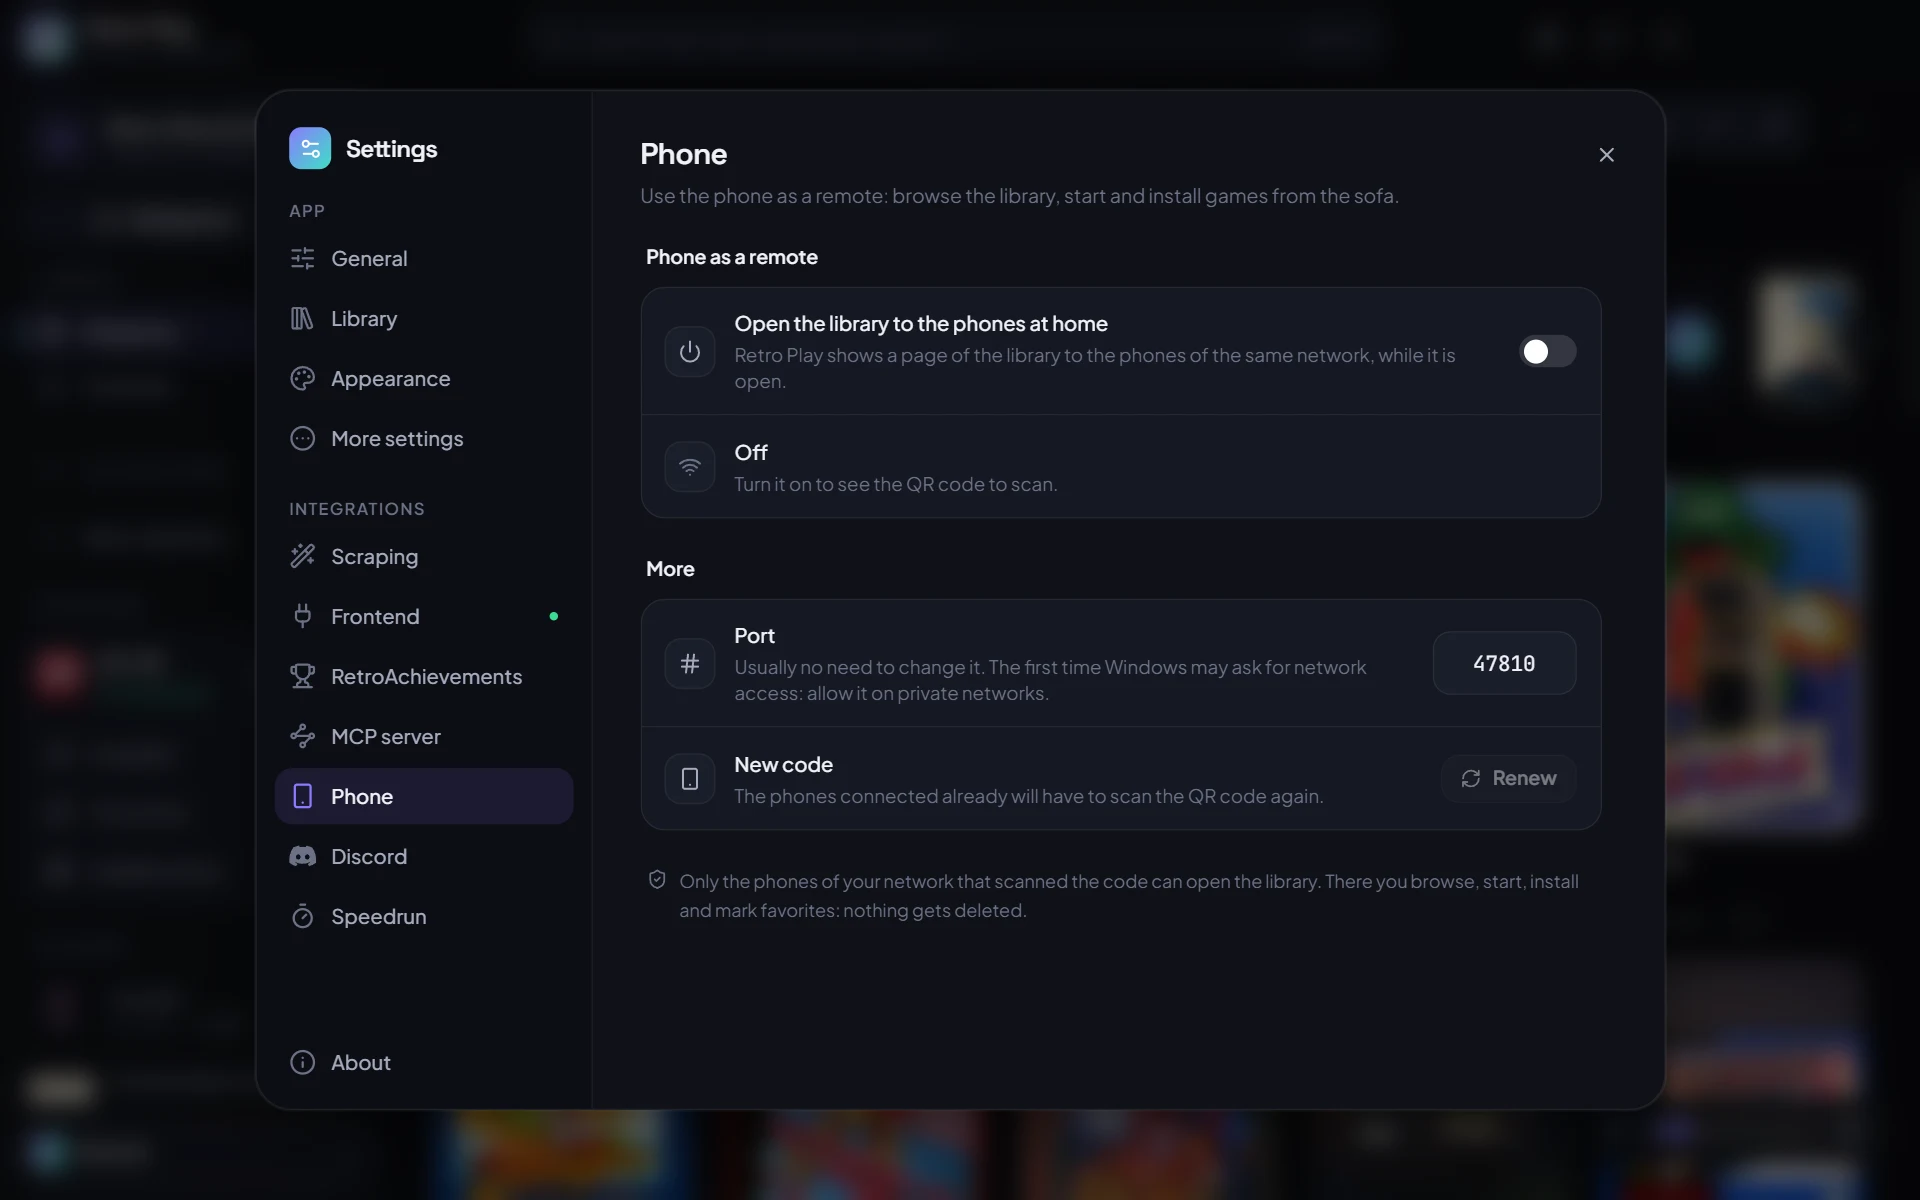 Settings
APP
General
Library
Appearance
More settings
INTEGRATIONS
Scraping
Frontend
RetroAchievements
MCP server
Phone
Discord
Speedrun
About
Phone
Use the phone as a remote: browse the library, start and install games from the sofa.
Phone as a remote
Open the library to the phones at home
Retro Play shows a page of the library to the phones of the same network, while it is
open.
Off
Turn it on to see the QR code to scan.
More
Port
Usually no need to change it. The first time Windows may ask for network
access: allow it on private networks.
47810
New code
The phones connected already will have to scan the QR code again.
Renew
Only the phones of your network that scanned the code can open the library. There you browse, start, install
and mark favorites: nothing gets deleted.